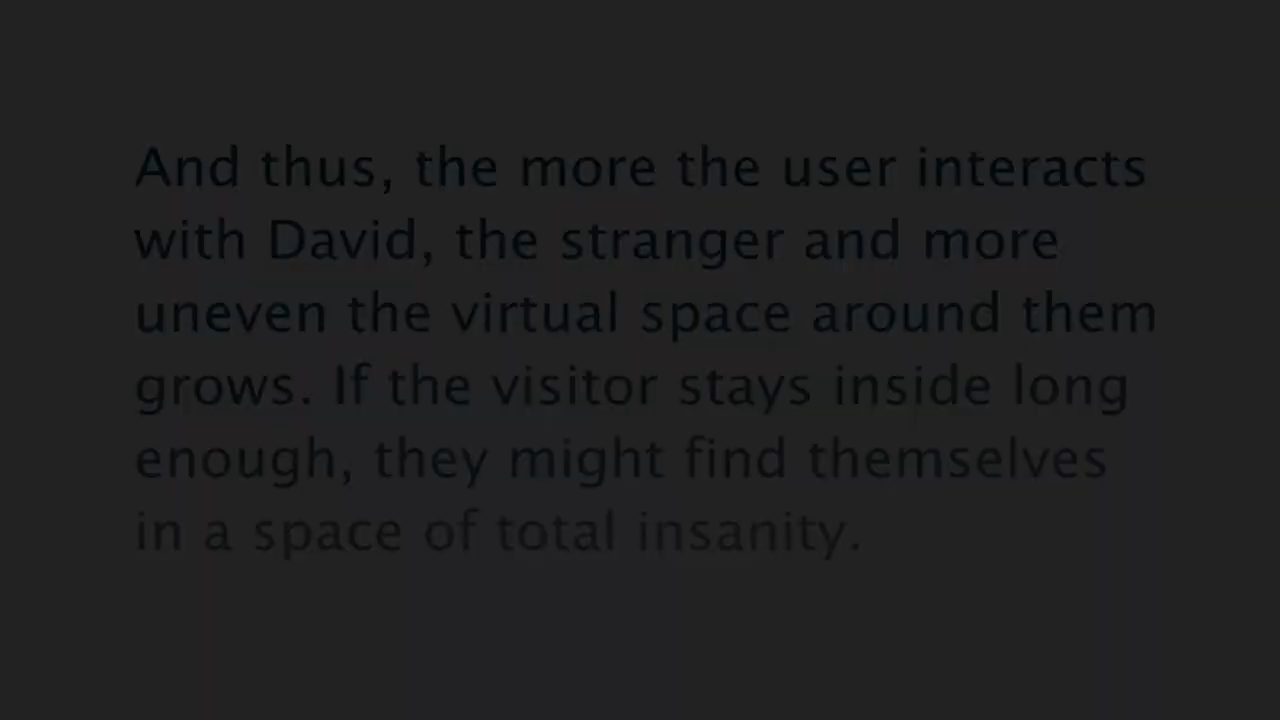 And thus, the more the user interacts
with David, the stranger and more
uneven the virtual space around them
grows. If the visitor stays inside long
enough, they might find themselves
in a space of total insanity.